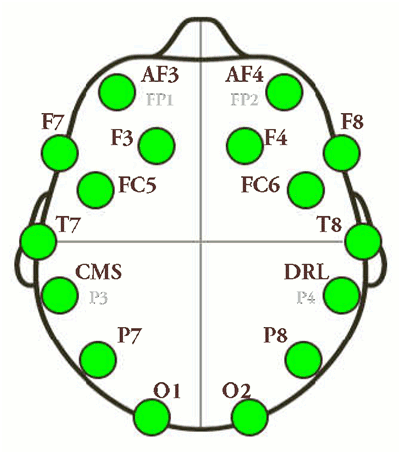 AF3 AF4
FP1 FP2
F7 F8
F3 F4
FC5 FC6
T7 T8
CMS DRL
P3 P4
P7 P8
O1 O2